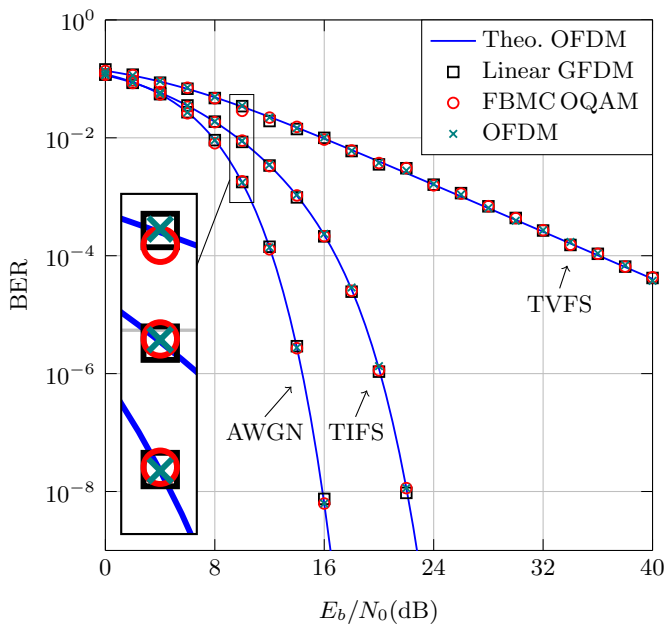 10^0
10^−2
10^−4
10^−6
10^−8
BER
Theo. OFDM
Linear GFDM
FBMC OQAM
OFDM
TVFS
AWGN
TIFS
0
8
16
24
32
40
E_b/N_0(dB)